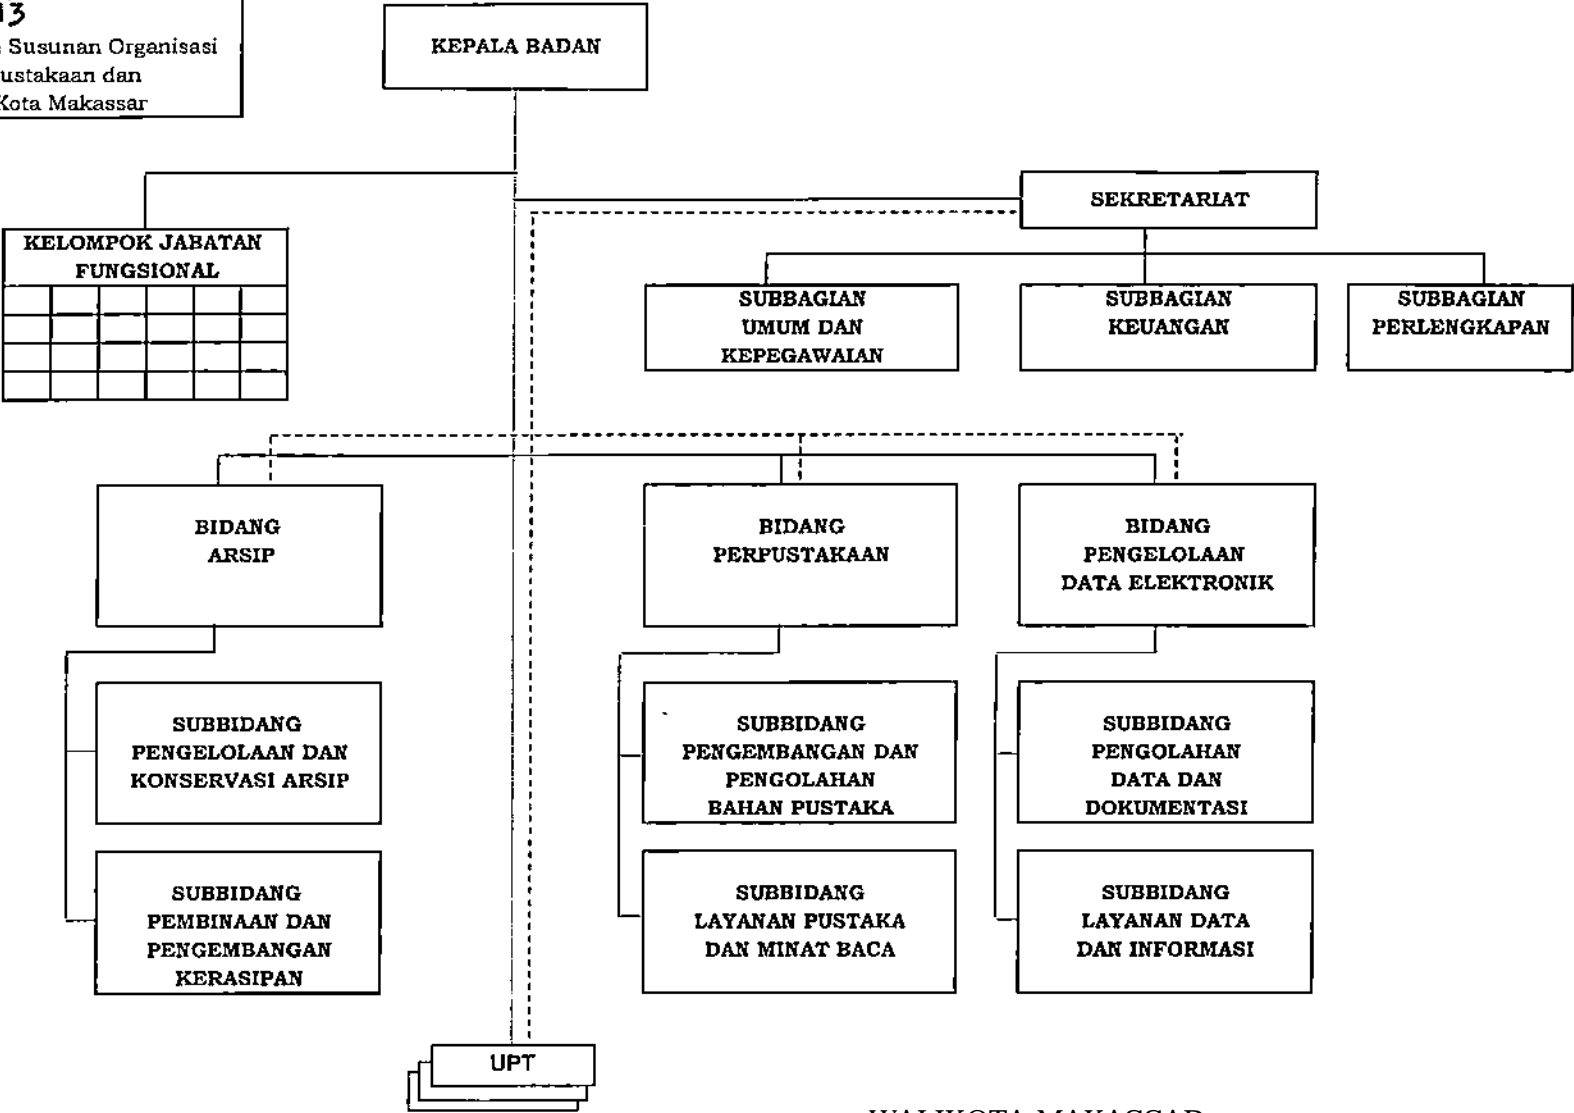 13
Susunan Organisasi
ustakaan dan
Kota Makassar
KEPALA BADAN
SEKRETARIAT
KELOMPOK JABATAN
FUNGSIONAL
SUBBAGIAN
UMUM DAN
KEPEGAWAIAN
SUBBAGIAN
KEUANGAN
SUBBAGIAN
PERLENGKAPAN
BIDANG
ARSIP
BIDANG
PERPUSTAKAAN
BIDANG
PENGELOLAAN
DATA ELEKTRONIK
SUBBIDANG
PENGELOLAAN DAN
KONSERVASI ARSIP
SUBBIDANG
PENGEMBANGAN DAN
PENGOLAHAN
BAHAN PUSTAKA
SUBBIDANG
PENGOLAHAN
DATA DAN
DOKUMENTASI
SUBBIDANG
PEMBINAAN DAN
PENGEMBANGAN
KERASIPAN
SUBBIDANG
LAYANAN PUSTAKA
DAN MINAT BACA
SUBBIDANG
LAYANAN DATA
DAN INFORMASI
UPT
WALIKOTA MAKASSAR